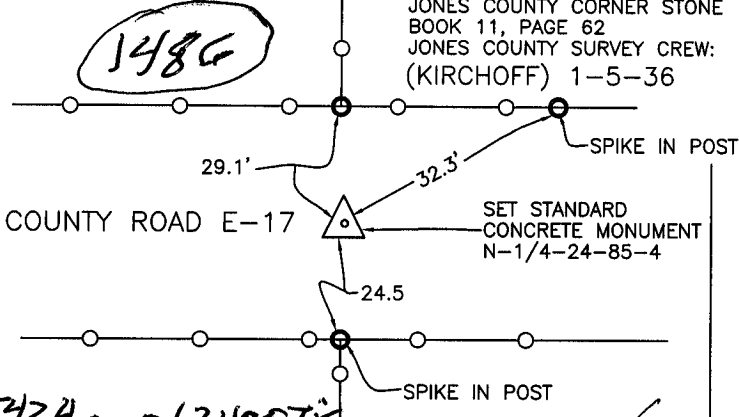 JONES COUNTY CORNER STONE
BOOK 11, PAGE 62
JONES COUNTY SURVEY CREW:
(KIRCHOFF) 1-5-36
1486
SPIKE IN POST
29.1'
32.3'
COUNTY ROAD E-17
SET STANDARD
CONCRETE MONUMENT
N-1/4-24-85-4
24.5
SPIKE IN POST